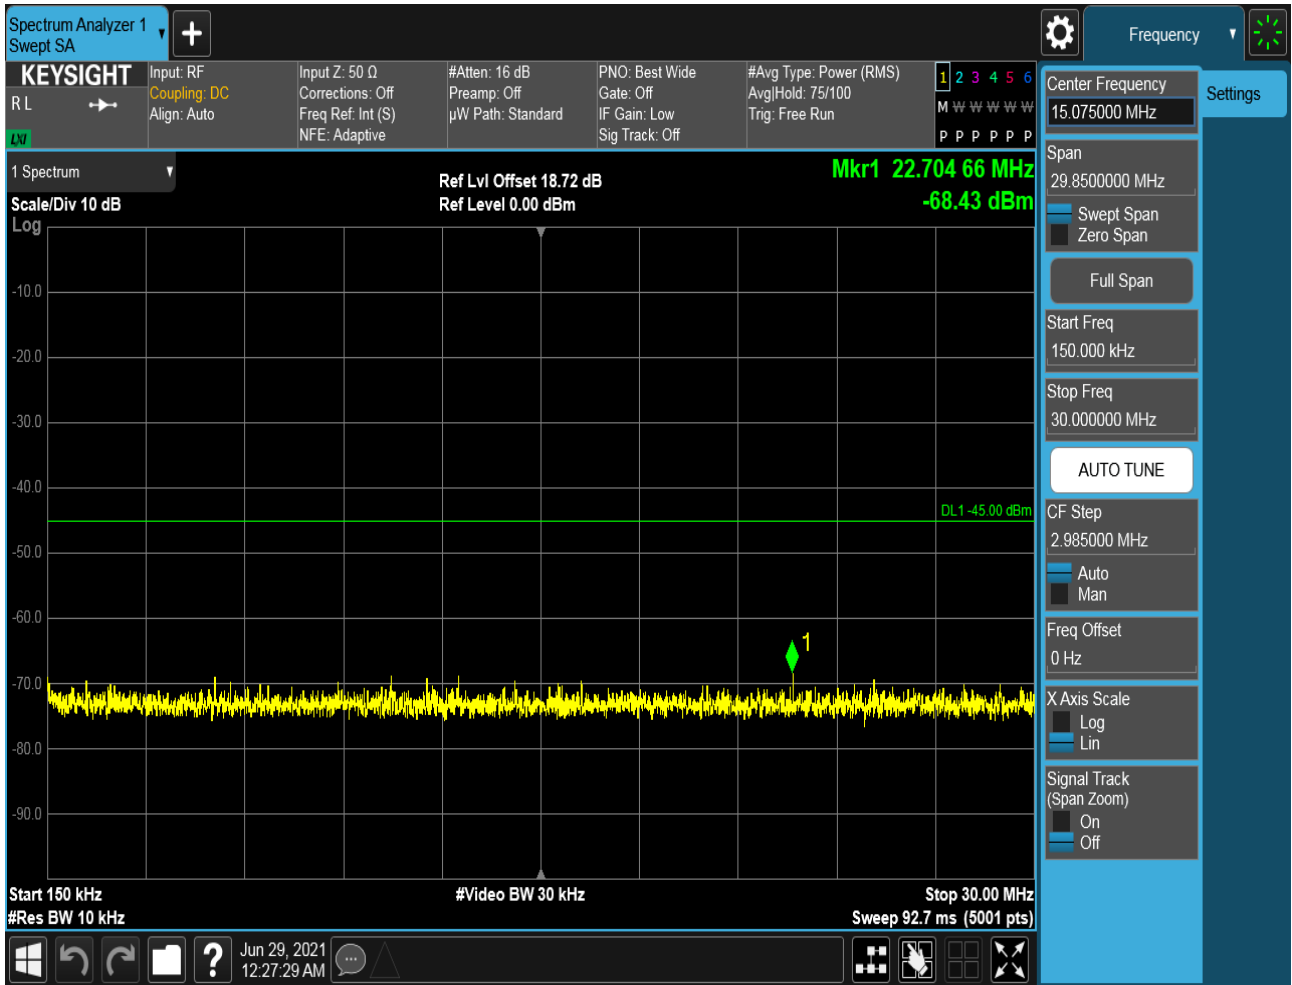 Spectrum Analyzer 1
Swept SA
Frequency
KEYSIGHT
R L
LXI
Input: RF
Coupling: DC
Align: Auto
Input Z: 50 Ω
Corrections: Off
Freq Ref: Int (S)
NFE: Adaptive
#Atten: 16 dB
Preamp: Off
µW Path: Standard
PNO: Best Wide
Gate: Off
IF Gain: Low
Sig Track: Off
#Avg Type: Power (RMS)
Avg|Hold: 75/100
Trig: Free Run
1 2 3 4 5 6
M W W W W W
P P P P P P
1 Spectrum
Scale/Div 10 dB
Log
Ref Lvl Offset 18.72 dB
Ref Level 0.00 dBm
Mkr1 22.704 66 MHz
-68.43 dBm
-10.0
-20.0
-30.0
-40.0
DL1 -45.00 dBm
-50.0
-60.0
1
-70.0
-80.0
-90.0
Start 150 kHz
#Res BW 10 kHz
#Video BW 30 kHz
Stop 30.00 MHz
Sweep 92.7 ms (5001 pts)
Jun 29, 2021
12:27:29 AM
Center Frequency
15.075000 MHz
Settings
Span
29.8500000 MHz
Swept Span
Zero Span
Full Span
Start Freq
150.000 kHz
Stop Freq
30.000000 MHz
AUTO TUNE
CF Step
2.985000 MHz
Auto
Man
Freq Offset
0 Hz
X Axis Scale
Log
Lin
Signal Track
(Span Zoom)
On
Off